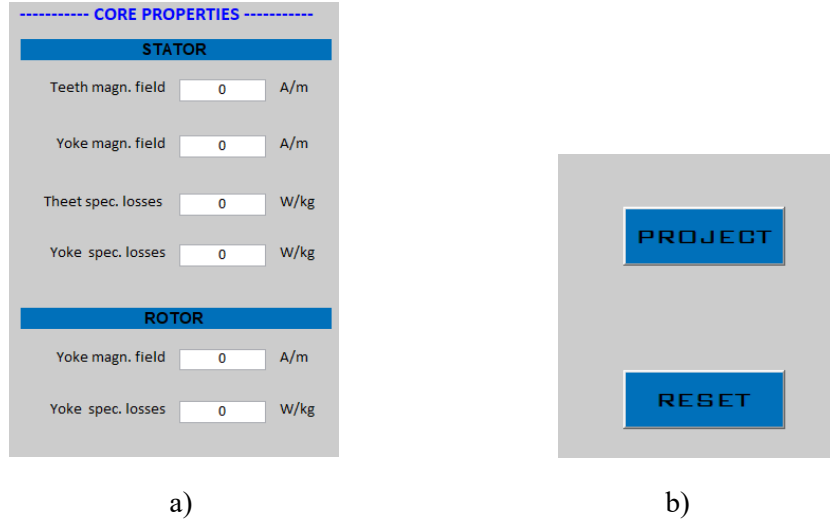 ----------- CORE PROPERTIES -----------
STATOR
Teeth magn. field 0 A/m
Yoke magn. field 0 A/m
Theet spec. losses 0 W/kg
Yoke spec. losses 0 W/kg
ROTOR
Yoke magn. field 0 A/m
Yoke spec. losses 0 W/kg
PROJECT
RESET
a)
b)